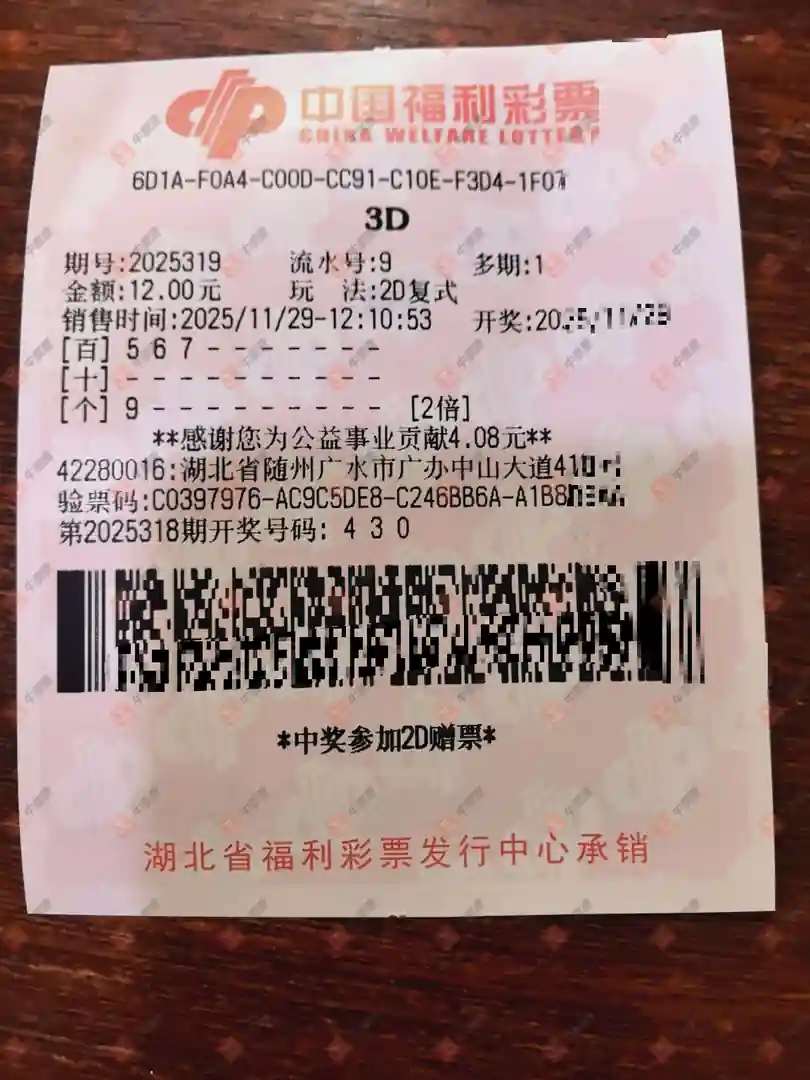 中国福利彩票
CHINA WELFARE LOTTERY
6D1A-F0A4-C00D-CC91-C10E-F3D4-1F07
3D
期号:2025319 流水号:9 多期:1
金额:12.00元 玩 法:2D复式
销售时间:2025/11/29-12:10:53 开奖:2025/11/29
[百] 5 6 7 - - - - - - -
[十] - - - - - - - - - -
[个] 9 - - - - - - - - - [2倍]
**感谢您为公益事业贡献4.08元**
42280016:湖北省随州广水市广办中山大道41
验票码:C0397976-AC9C5DE8-C246BB6A-A1B8
第2025318期开奖号码: 4 3 0
*中奖参加2D赠票*
湖北省福利彩票发行中心承销